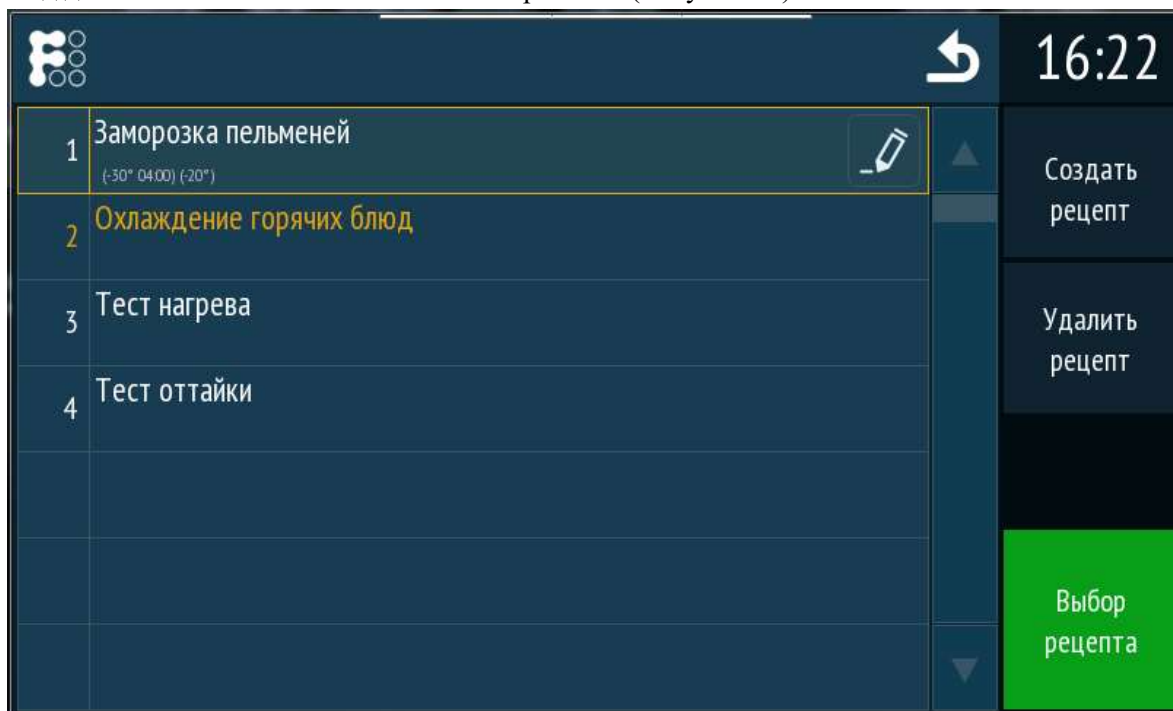 16:22
1 Заморозка пельменей
(-30° 04:00) (-20°)
2 Охлаждение горячих блюд
3 Тест нагрева
4 Тест оттайки
Создать
рецепт
Удалить
рецепт
Выбор
рецепта